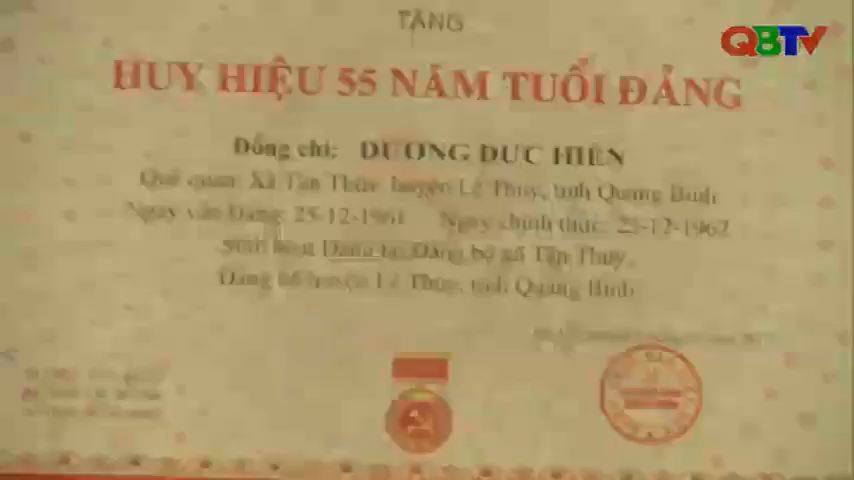 TẶNG
QBTV
HUY HIỆU 55 NĂM TUỔI ĐẢNG
Đồng chí: DƯƠNG ĐỨC HIỀN
Quê quán: Xã Tân Thủy, huyện Lệ Thủy, tỉnh Quảng Bình
Ngày vào Đảng: 25-12-1961 Ngày chính thức: 25-12-1962
Sinh hoạt Đảng tại Đảng bộ xã Tân Thủy,
Đảng bộ huyện Lệ Thủy, tỉnh Quảng Bình